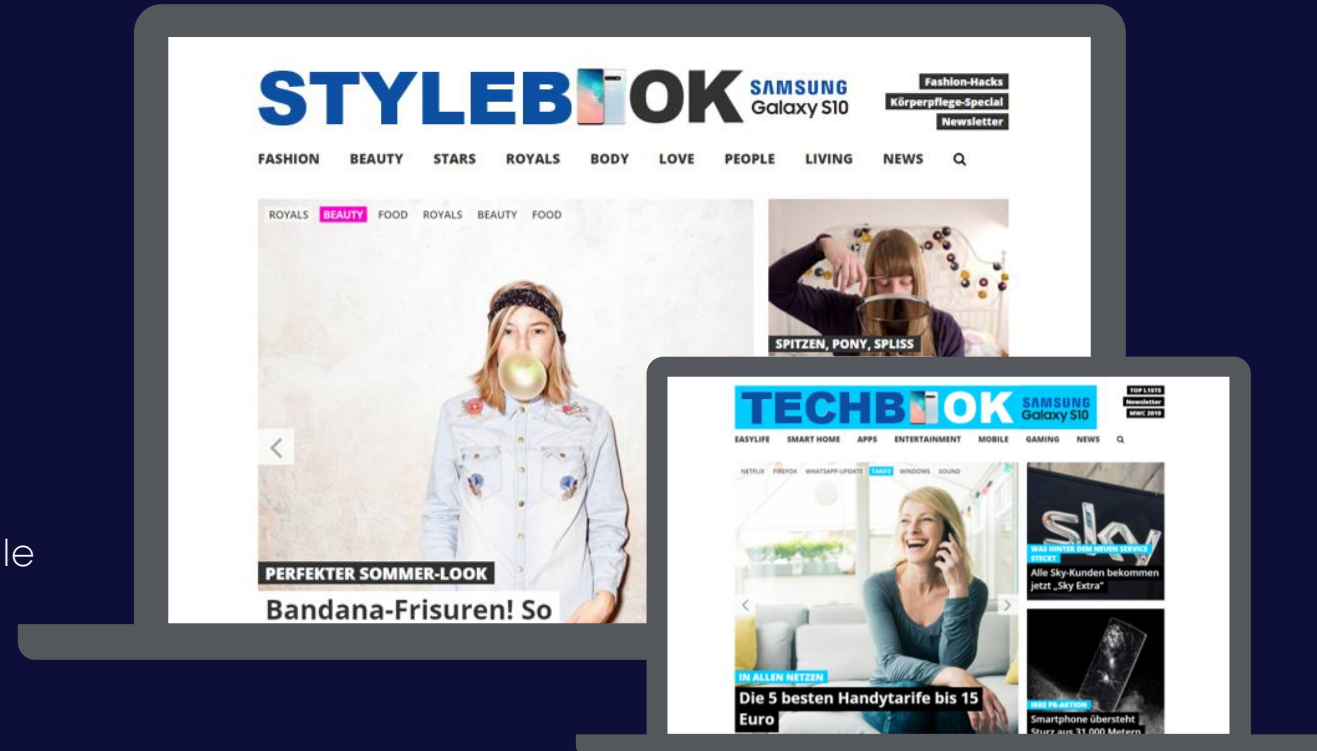 le
STYLEBOOK
SAMSUNG
Galaxy S10
Fashion-Hacks
Körperpflege-Special
Newsletter
FASHION BEAUTY STARS ROYALS BODY LOVE PEOPLE LIVING NEWS
ROYALS BEAUTY FOOD ROYALS BEAUTY FOOD
SPITZEN, PONY, SPLISS
PERFEKTER SOMMER-LOOK
Bandana-Frisuren! So
TECHBOOK
SAMSUNG
Galaxy S10
TOP LISTS
Newsletter
MWC 2019
EASYLIFE SMART HOME APPS ENTERTAINMENT MOBILE GAMING NEWS
NETFLIX FIREFOX WHATSAPP-UPDATE TARIFE WINDOWS SOUND
IN ALLEN NETZEN
Die 5 besten Handytarife bis 15
Euro
sky
WAS HINTER DEM NEUEN SERVICE
STECKT
Alle Sky-Kunden bekommen
jetzt „Sky Extra"
IRRE PR-AKTION
Smartphone übersteht
Sturz aus 31.000 Metern